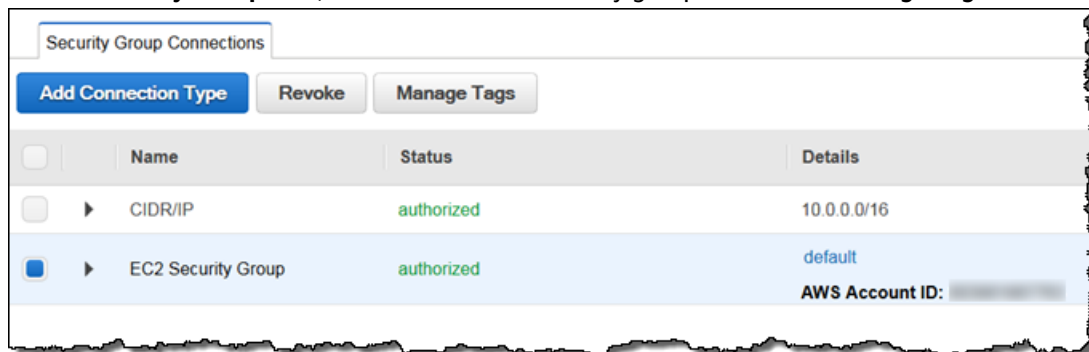 Security Group Connections
Add Connection Type Revoke Manage Tags
Name Status Details
CIDR/IP authorized 10.0.0.0/16
EC2 Security Group authorized default
AWS Account ID: